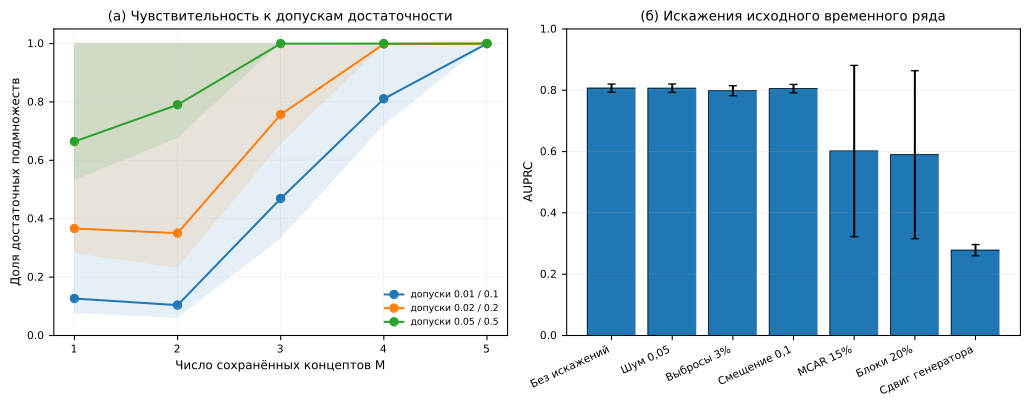 (а) Чувствительность к допускам достаточности
Доля достаточных подмножеств
1.0
0.8
0.6
0.4
0.2
0.0
1 2 3 4 5
Число сохранённых концептов M
допуски 0.01 / 0.1
допуски 0.02 / 0.2
допуски 0.05 / 0.5
(б) Искажения исходного временного ряда
AUPRC
1.0
0.8
0.6
0.4
0.2
0.0
Без искажений
Шум 0,05
Выбросы 3%
Смещение 0,1
MCAR 15%
Блоки 20%
Сдвиг генератора